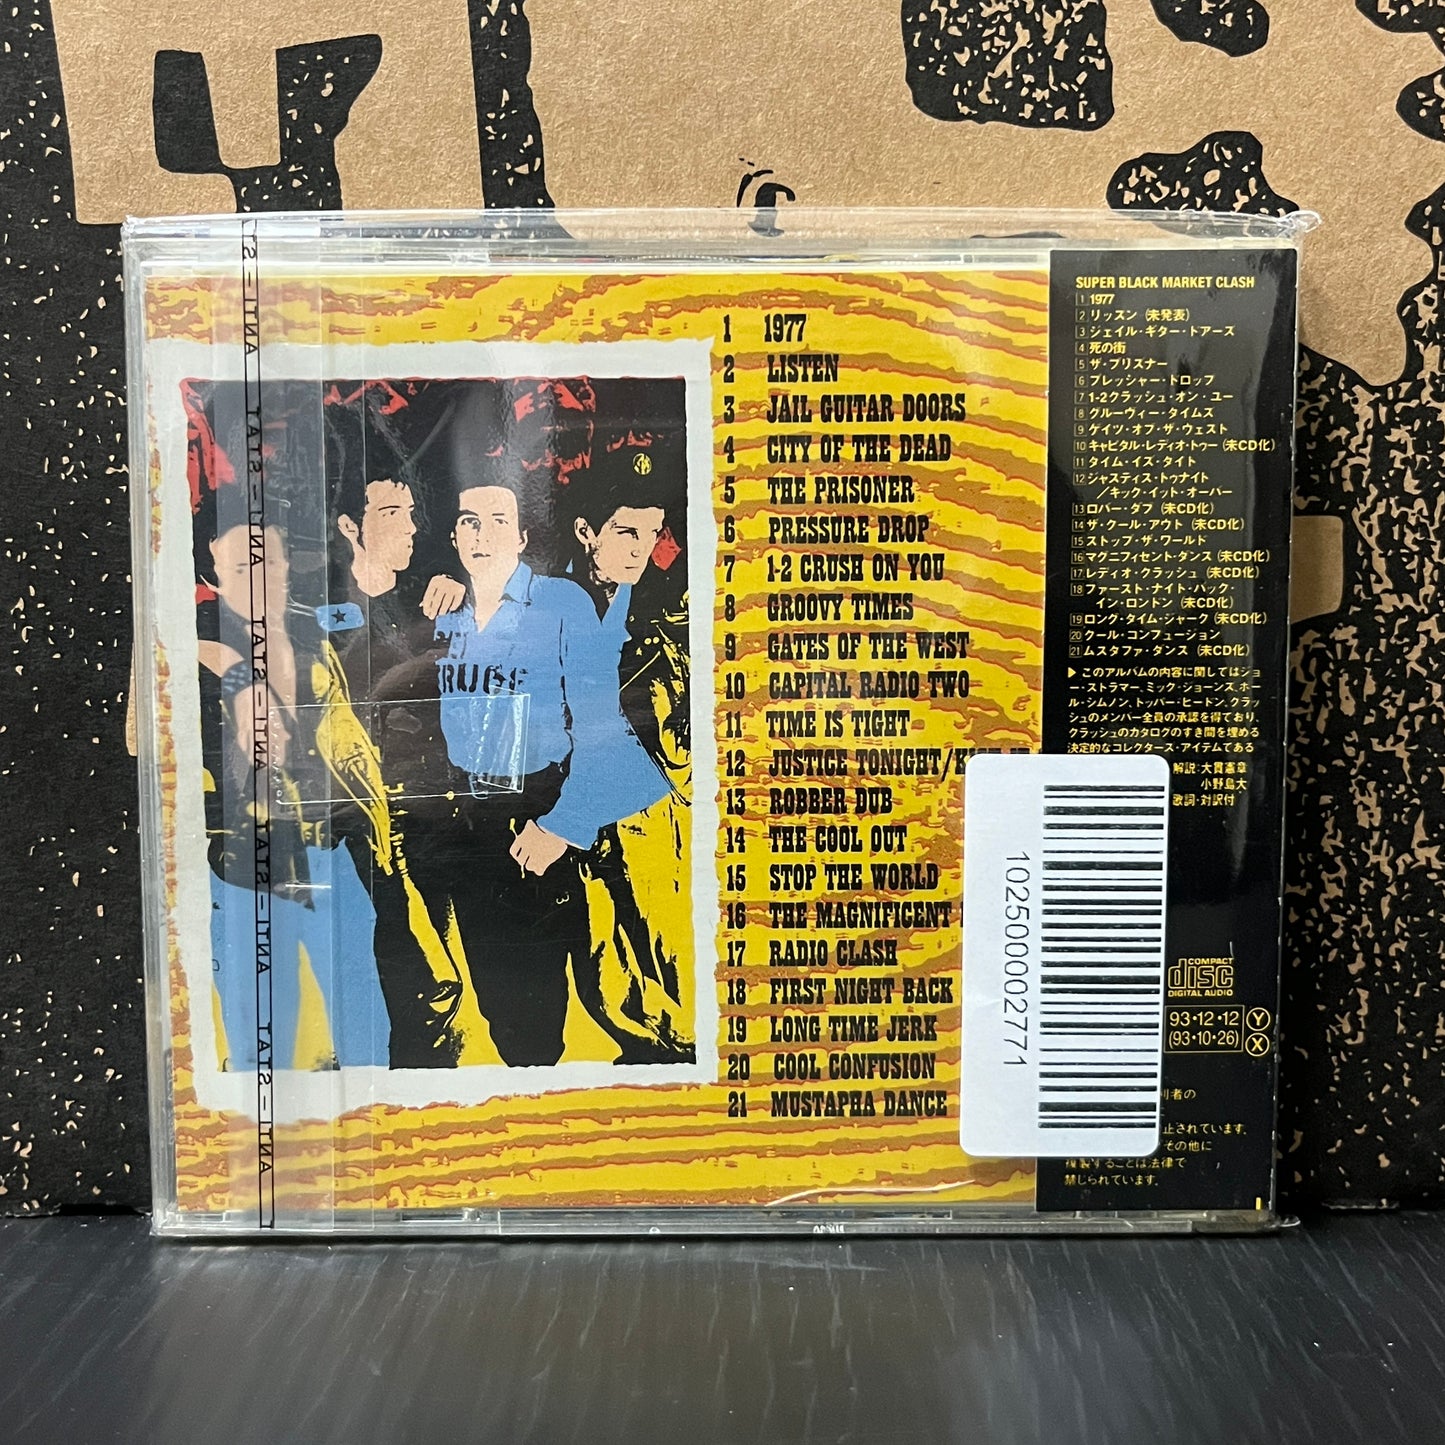 1 1977
2 LISTEN
3 JAIL GUITAR DOORS
4 CITY OF THE DEAD
5 THE PRISONER
6 PRESSURE DROP
7 1-2 CRUSH ON YOU
8 GROOVY TIMES
9 GATES OF THE WEST
10 CAPITAL RADIO TWO
11 TIME IS TIGHT
12 JUSTICE TONIGHT/
13 ROBBER DUB
14 THE COOL OUT
15 STOP THE WORLD
16 THE MAGNIFICENT
17 RADIO CLASH
18 FIRST NIGHT BACK
19 LONG TIME JERK
20 COOL CONFUSION
21 MUSTAPHA DANCE
SUPER BLACK MARKET CLASH
1 1977
2 リッスン (未発表)
3 ジェイル・ギター・ドアーズ
4 死の街
5 ザ・プリズナー
6 プレッシャー・ドロップ
7 1-2クラッシュ・オン・ユー
8 グルーヴィー・タイムズ
9 ゲイツ・オブ・ザ・ウェスト
10 キャピタル・レディオ・トゥー (未CD化)
11 タイム・イズ・タイト
12 ジャスティス・トゥナイト
／キック・イット・オーバー
13 ロバー・ダブ (未CD化)
14 ザ・クール・アウト (未CD化)
15 ストップ・ザ・ワールド
16 マグニフィセント・ダンス (未CD化)
17 レディオ・クラッシュ (未CD化)
18 ファースト・ナイト・バック・
イン・ロンドン (未CD化)
19 ロング・タイム・ジャーク (未CD化)
20 クール・コンフュージョン
21 ムスタファ・ダンス (未CD化)
▶ このアルバムの内容に関してはジョ
ー・ストラマー、ミック・ジョーンズ、ポー
ル・シムノン、トッパー・ヒードン、クラッ
シュのメンバー全員の承認を得ており、
クラッシュのカタログのすき間を埋める
決定的なコレクターズ・アイテムである
解説:大貫憲章
小野島大
歌詞・対訳付
1025000002771
COMPACT
disc
DIGITAL AUDIO
93・12・12 Y
(93・10・26) X
利者の
止されています。
その他に
複製することは法律で
禁じられています。
ANTI-STAT ANTI-STAT ANTI-STAT ANTI-STAT